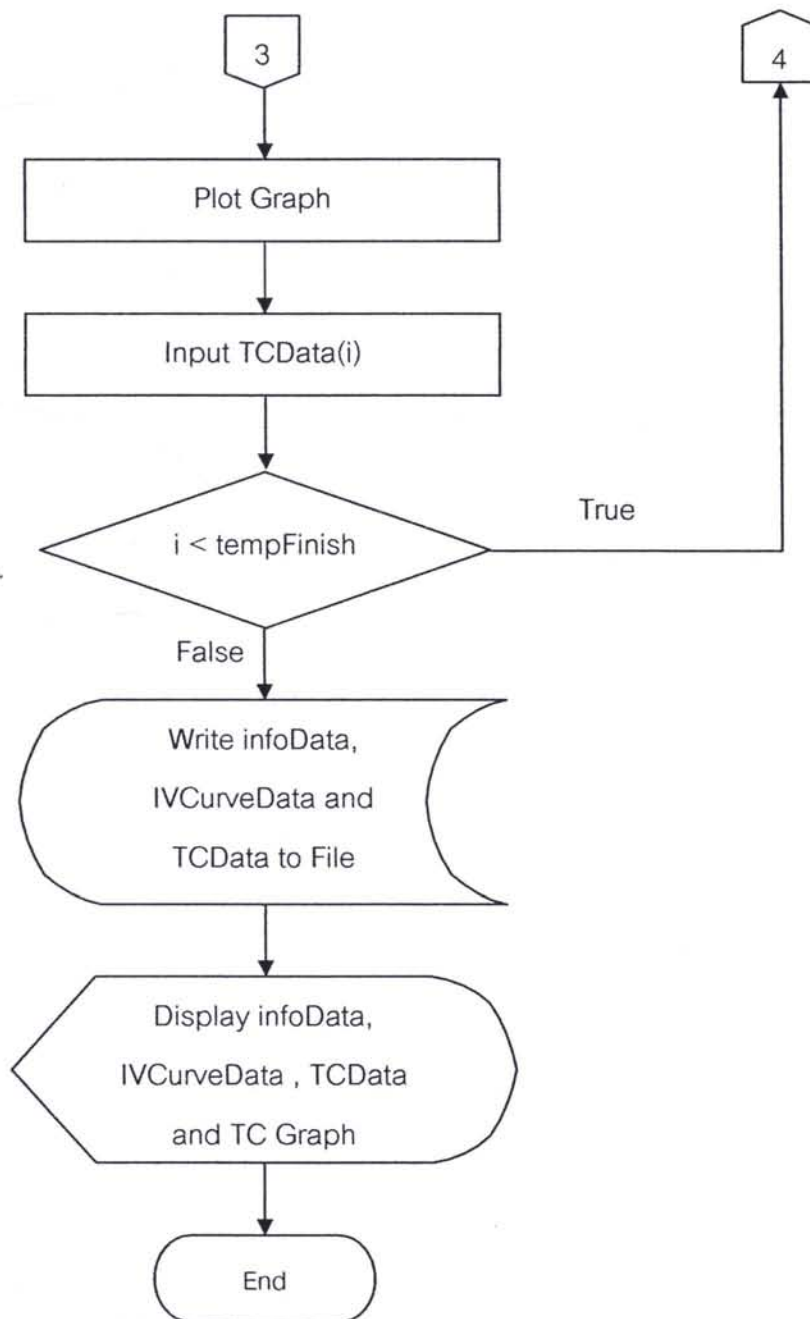 3
4
Plot Graph
Input TCData(i)
i < tempFinish
True
False
Write infoData,
IVCurveData and
TCData to File
Display infoData,
IVCurveData , TCData
and TC Graph
End